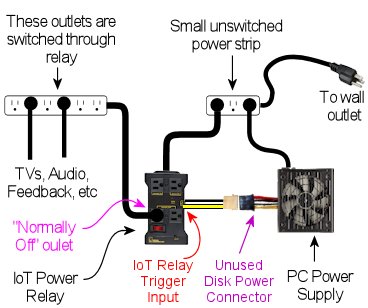 These outlets are
switched through
relay
Small unswitched
power strip
To wall
outlet
TVs, Audio,
Feedback, etc
"Normally
Off" oulet
IoT Power
Relay
IoT Relay
Trigger
Input
Unused
Disk Power
Connector
PC Power
Supply